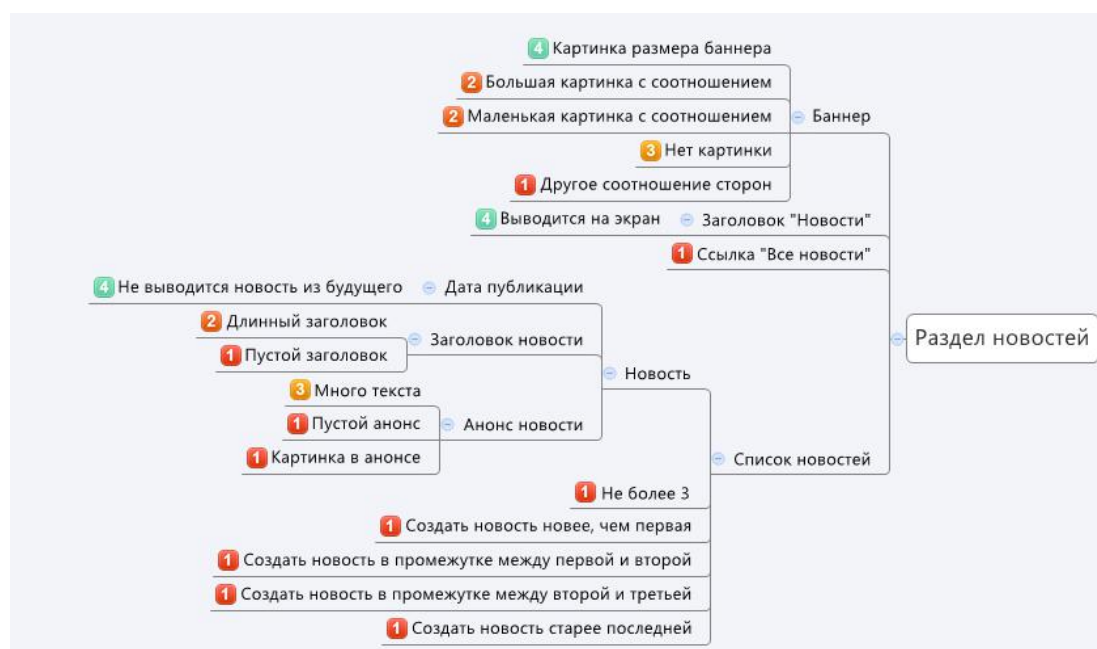 4 Картинка размера баннера
2 Большая картинка с соотношением
2 Маленькая картинка с соотношением
Баннер
3 Нет картинки
1 Другое соотношение сторон
4 Выводится на экран Заголовок "Новости"
1 Ссылка "Все новости"
4 Не выводится новость из будущего Дата публикации
2 Длинный заголовок
Заголовок новости
Раздел новостей
1 Пустой заголовок
Новость
3 Много текста
1 Пустой анонс Анонс новости
1 Картинка в анонсе
Список новостей
1 Не более 3
1 Создать новость новее, чем первая
1 Создать новость в промежутке между первой и второй
1 Создать новость в промежутке между второй и третьей
1 Создать новость старее последней